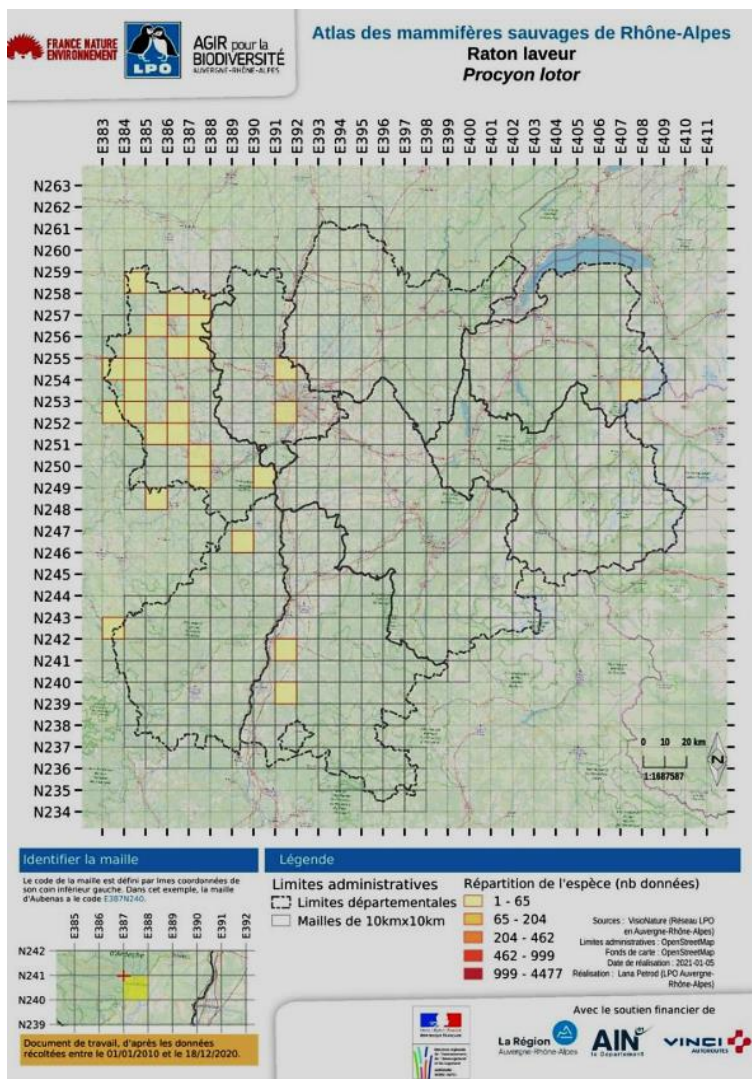 FRANCE NATURE
ENVIRONNEMENT
LPO
AGIR pour la
BIODIVERSITÉ
AUVERGNE-RHÔNE-ALPES
Atlas des mammifères sauvages de Rhône-Alpes
Raton laveur
Procyon lotor
E383 E384 E385 E386 E387 E388 E389 E390 E391 E392 E393 E394 E395 E396 E397 E398 E399 E400 E401 E402 E403 E404 E405 E406 E407 E408 E409 E410 E411
N263
N262
N261
N260
N259
N258
N257
N256
N255
N254
N253
N252
N251
N250
N249
N248
N247
N246
N245
N244
N243
N242
N241
N240
N239
N238
N237
N236
N235
N234
0 10 20 km
1:1687587
N
Identifier la maille
Le code de la maille est défini par lmes coordonnées de
son coin inférieur gauche. Dans cet exemple, la maille
d'Aubenas a le code E387N240.
E385 E386 E387 E388 E389 E390 E391 E392
N242
N241
N240
N239
Document de travail, d'après les données
récoltées entre le 01/01/2010 et le 18/12/2020.
Légende
Limites administratives
Limites départementales
Mailles de 10kmx10km
Répartition de l'espèce (nb données)
1 - 65
65 - 204
204 - 462
462 - 999
999 - 4477
Sources : VisioNature (Réseau LPO
en Auvergne-Rhône-Alpes)
Limites administratives : OpenStreetMap
Fonds de carte : OpenStreetMap
Date de réalisation : 2021-01-05
Réalisation : Lana Petrod (LPO Auvergne-
Rhône-Alpes)
Avec le soutien financier de
La Région
Auvergne-Rhône-Alpes
AIN
le Département
VINCI
AUTOROUTES